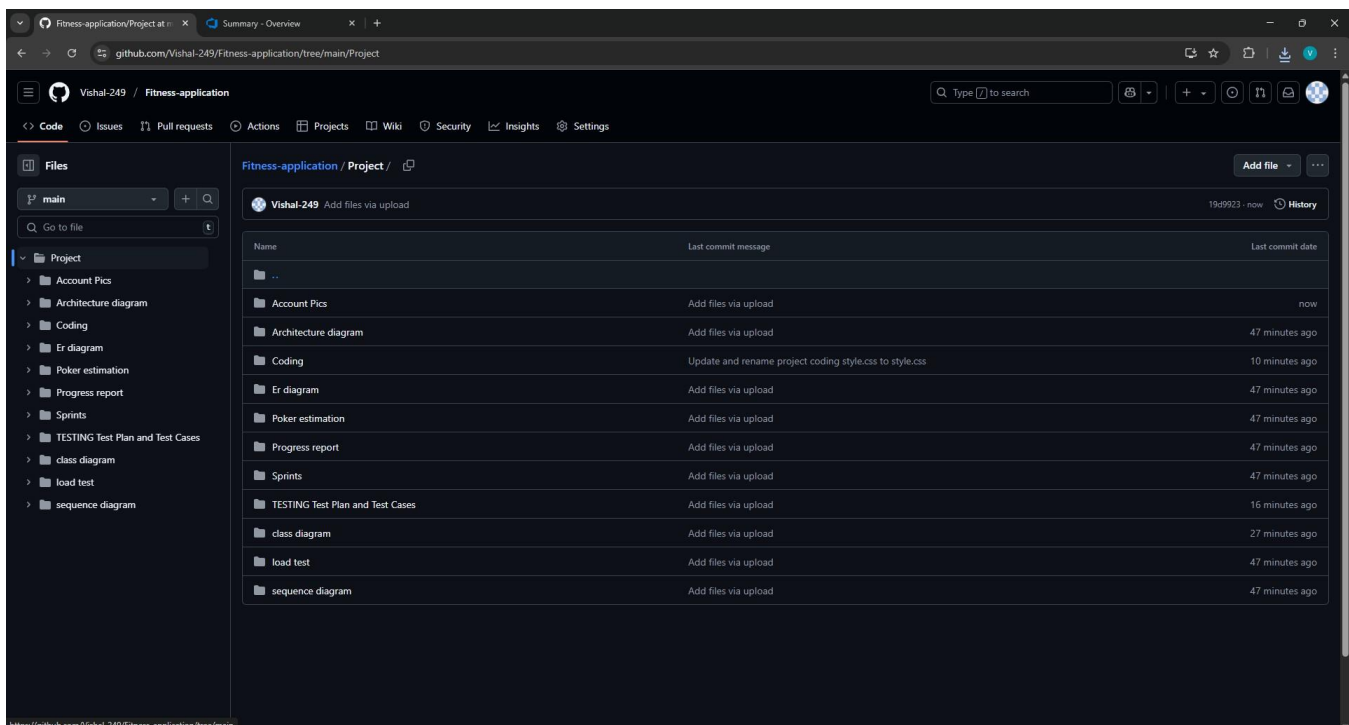 Fitness-application/Project at m
Summary - Overview
github.com/Vishal-249/Fitness-application/tree/main/Project
V
Vishal-249 / Fitness-application
Type / to search
Code Issues Pull requests Actions Projects Wiki Security Insights Settings
Files
Fitness-application / Project /
Add file
main
Vishal-249 Add files via upload
19d9923 · now History
Go to file t
Name Last commit message Last commit date
Project
..
Account Pics
Architecture diagram
Coding
Er diagram
Poker estimation
Progress report
Sprints
TESTING Test Plan and Test Cases
class diagram
load test
sequence diagram
Account Pics Add files via upload now
Architecture diagram Add files via upload 47 minutes ago
Coding Update and rename project coding style.css to style.css 10 minutes ago
Er diagram Add files via upload 47 minutes ago
Poker estimation Add files via upload 47 minutes ago
Progress report Add files via upload 47 minutes ago
Sprints Add files via upload 47 minutes ago
TESTING Test Plan and Test Cases Add files via upload 16 minutes ago
class diagram Add files via upload 27 minutes ago
load test Add files via upload 47 minutes ago
sequence diagram Add files via upload 47 minutes ago